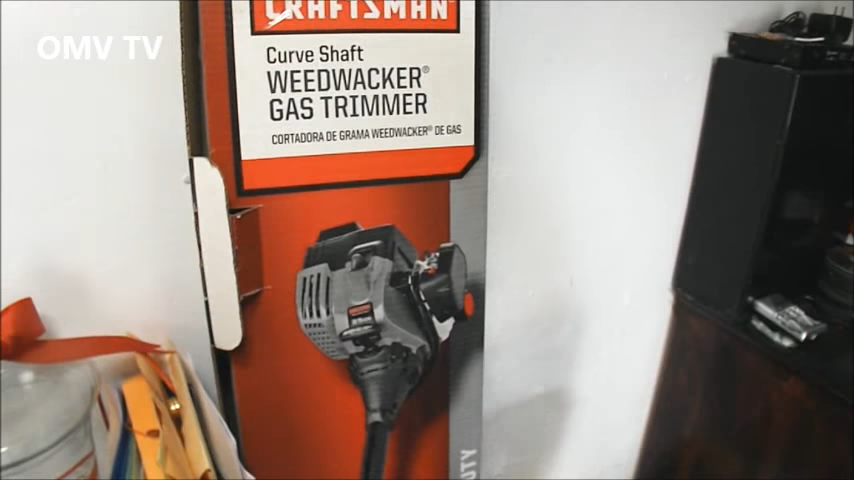 CRAFTSMAN
OMV TV
Curve Shaft
WEEDWACKER®
GAS TRIMMER
CORTADORA DE GRAMA WEEDWACKER® DE GAS